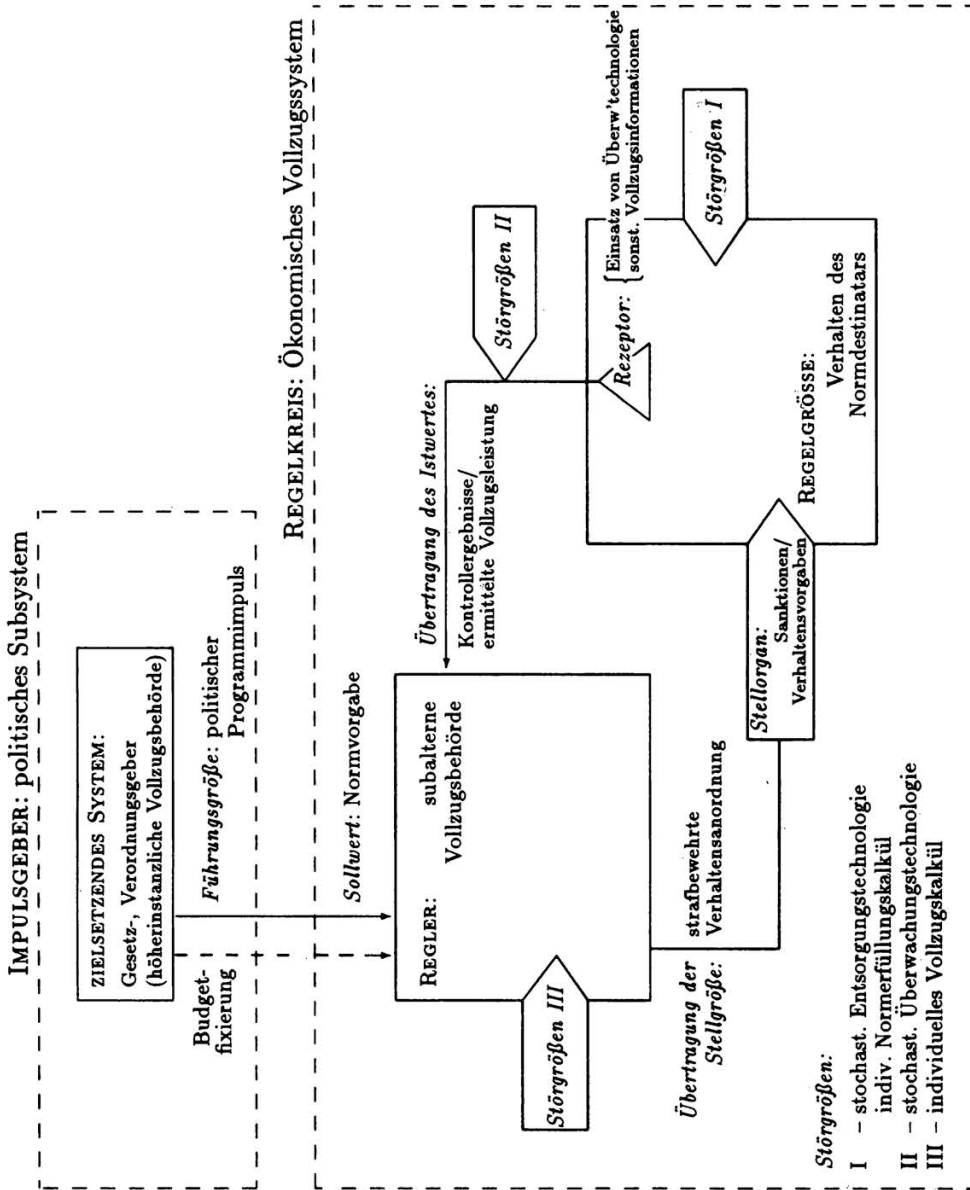 IMPULSGEBER: politisches Subsystem
ZIELSETZENDES SYSTEM:
Gesetz-, Verordnungsgeber
(höherinstanzliche Vollzugsbehörde)
Budget-
fixierung
Führungsgröße: politischer
Programmimpuls
REGELKREIS: Ökonomisches Vollzugssystem
Sollwert: Normvorgabe
REGLER: subalterne
Vollzugsbehörde
Störgrößen III
Übertragung des Istwertes:
Kontrollergebnisse/
ermittelte Vollzugsleistung
Störgrößen II
Rezeptor:
Einsatz von Überw'technologie
sonst. Vollzugsinformationen
Störgrößen I
REGELGRÖSSE:
Verhalten des
Normdestinatars
Übertragung der
Stellgröße:
strafbewehrte
Verhaltensanordnung
Stellorgan:
Sanktionen/
Verhaltensvorgaben
Störgrößen:
I – stochast. Entsorgungstechnologie
indiv. Normerfüllungskalkül
II – stochast. Überwachungstechnologie
III – individuelles Vollzugskalkül